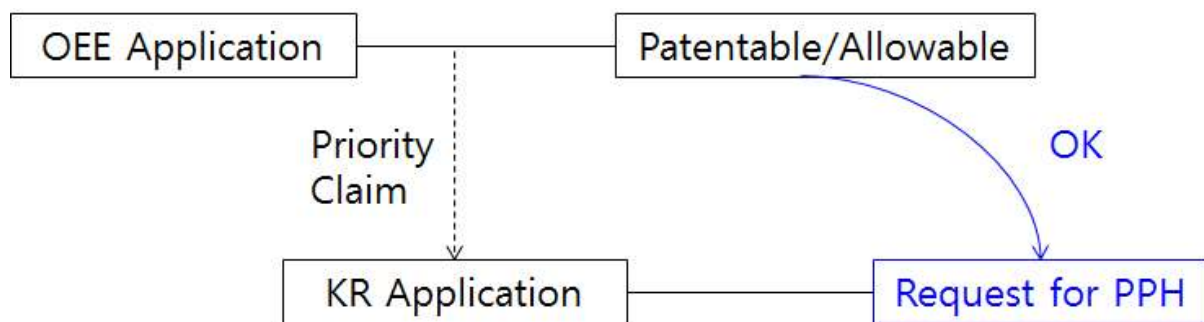 OEE Application
Patentable/Allowable
Priority
Claim
OK
KR Application
Request for PPH